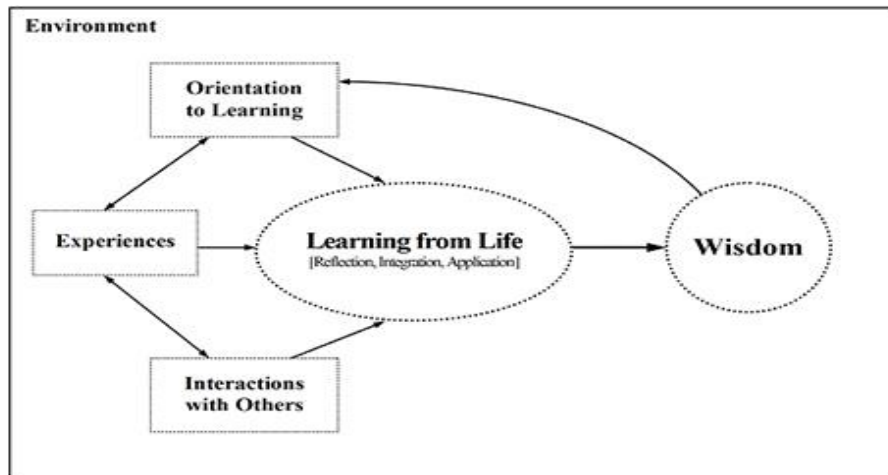 Environment
Orientation
to Learning
Experiences
Learning from Life
[Reflection, Integration, Application]
Wisdom
Interactions
with Others